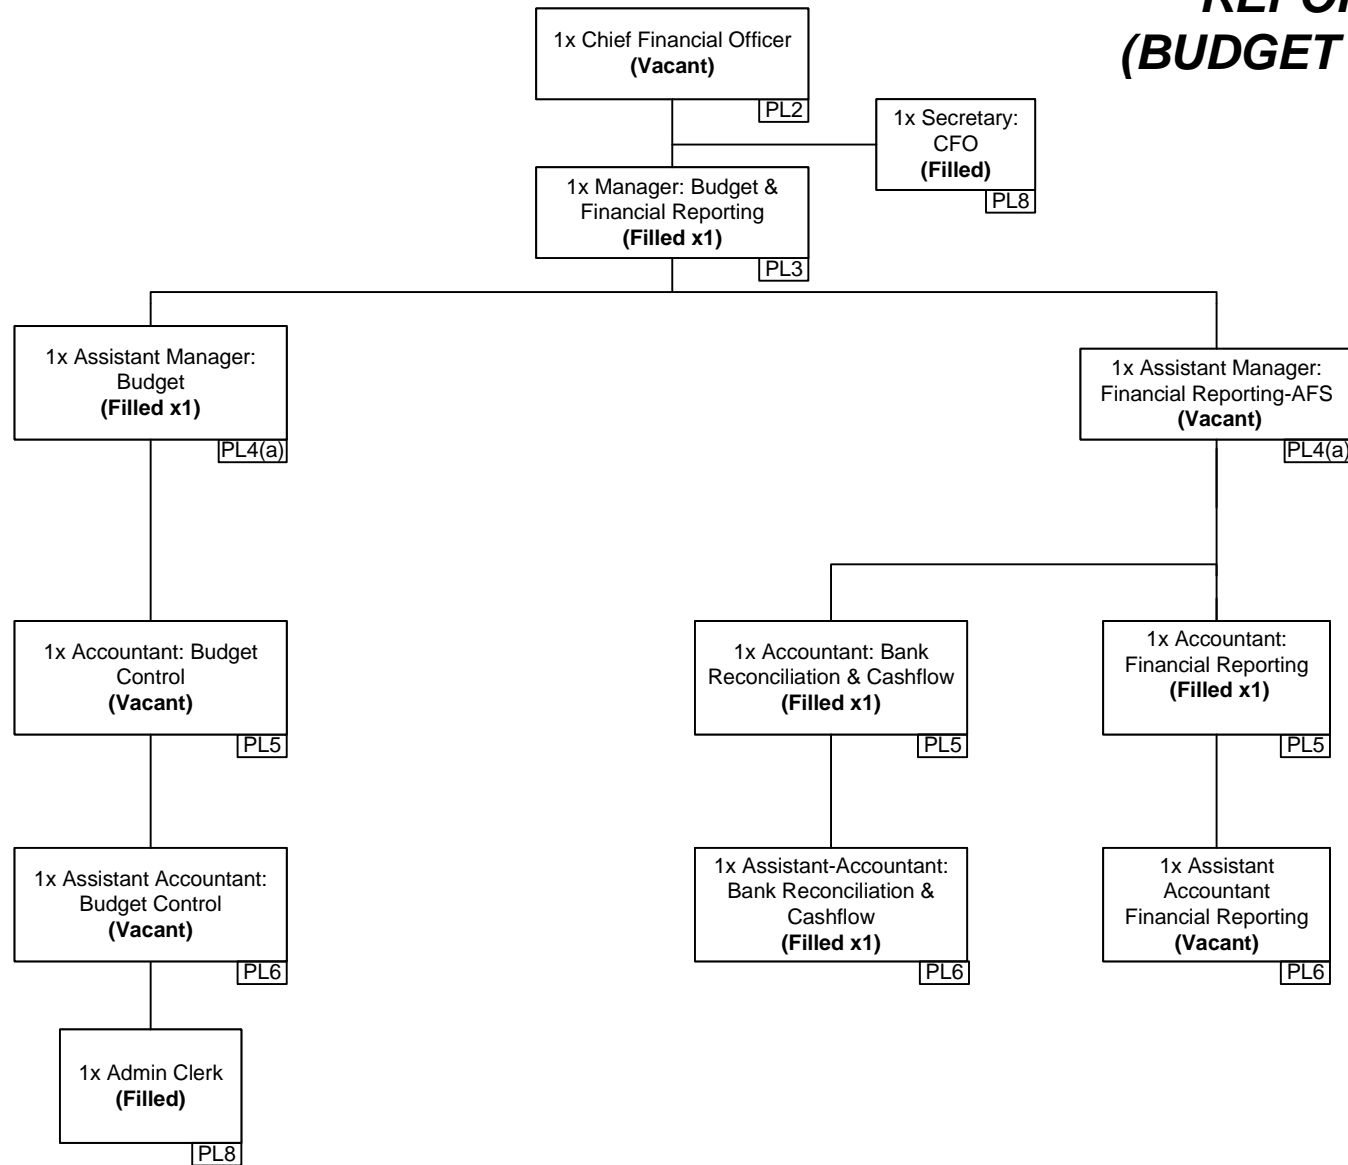 (BUDGET
1x Chief Financial Officer
(Vacant)
PL2
1x Secretary:
CFO
(Filled)
PL8
1x Manager: Budget &
Financial Reporting
(Filled x1)
PL3
1x Assistant Manager:
Budget
(Filled x1)
PL4(a)
1x Assistant Manager:
Financial Reporting-AFS
(Vacant)
PL4(a)
1x Accountant: Budget
Control
(Vacant)
PL5
1x Accountant: Bank
Reconciliation & Cashflow
(Filled x1)
PL5
1x Accountant:
Financial Reporting
(Filled x1)
PL5
1x Assistant Accountant:
Budget Control
(Vacant)
PL6
1x Assistant-Accountant:
Bank Reconciliation &
Cashflow
(Filled x1)
PL6
1x Assistant
Accountant
Financial Reporting
(Vacant)
PL6
1x Admin Clerk
(Filled)
PL8